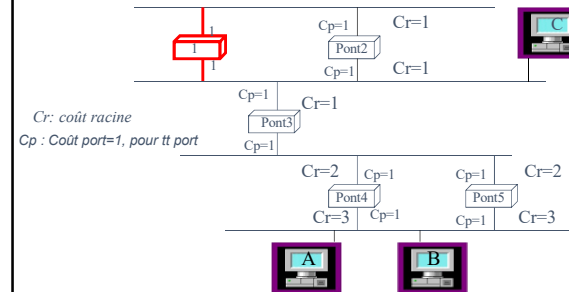 1
Cp=1 Cr=1
C
1
Pont2
1
Cp=1 Cr=1
Cp=1
Cr=1
Cr: coût racine
Pont3
Cp : Coût port=1, pour tt port
Cp=1
Cr=2 Cp=1 Cp=1 Cr=2
Pont4 Pont5
Cr=3 Cp=1 Cp=1 Cr=3
A B